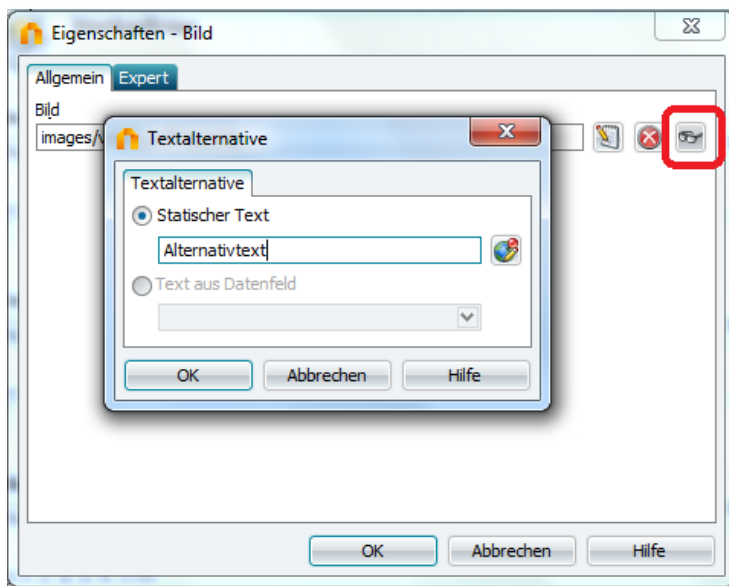 Eigenschaften - Bild
Allgemein Expert
Bild
images/
Textalternative
Textalternative
Statischer Text
Alternativtext
Text aus Datenfeld
OK Abbrechen Hilfe
OK Abbrechen Hilfe